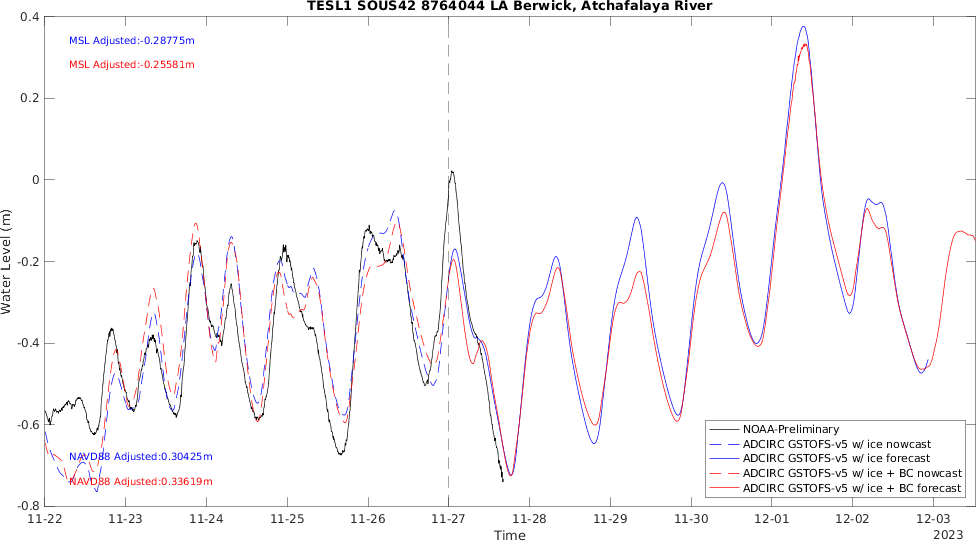 TESL1 SOUS42 8764044 LA Berwick, Atchafalaya River
MSL Adjusted:-0.28775m
MSL Adjusted:-0.25581m
NAVD88 Adjusted:0.30425m
NAVD88 Adjusted:0.33619m
Water Level (m)
0.4
0.2
0
-0.2
-0.4
-0.6
-0.8
NOAA-Preliminary
ADCIRC GSTOFS-v5 w/ ice nowcast
ADCIRC GSTOFS-v5 w/ ice forecast
ADCIRC GSTOFS-v5 w/ ice + BC nowcast
ADCIRC GSTOFS-v5 w/ ice + BC forecast
11-22 11-23 11-24 11-25 11-26 11-27 11-28 11-29 11-30 12-01 12-02 12-03
2023
Time